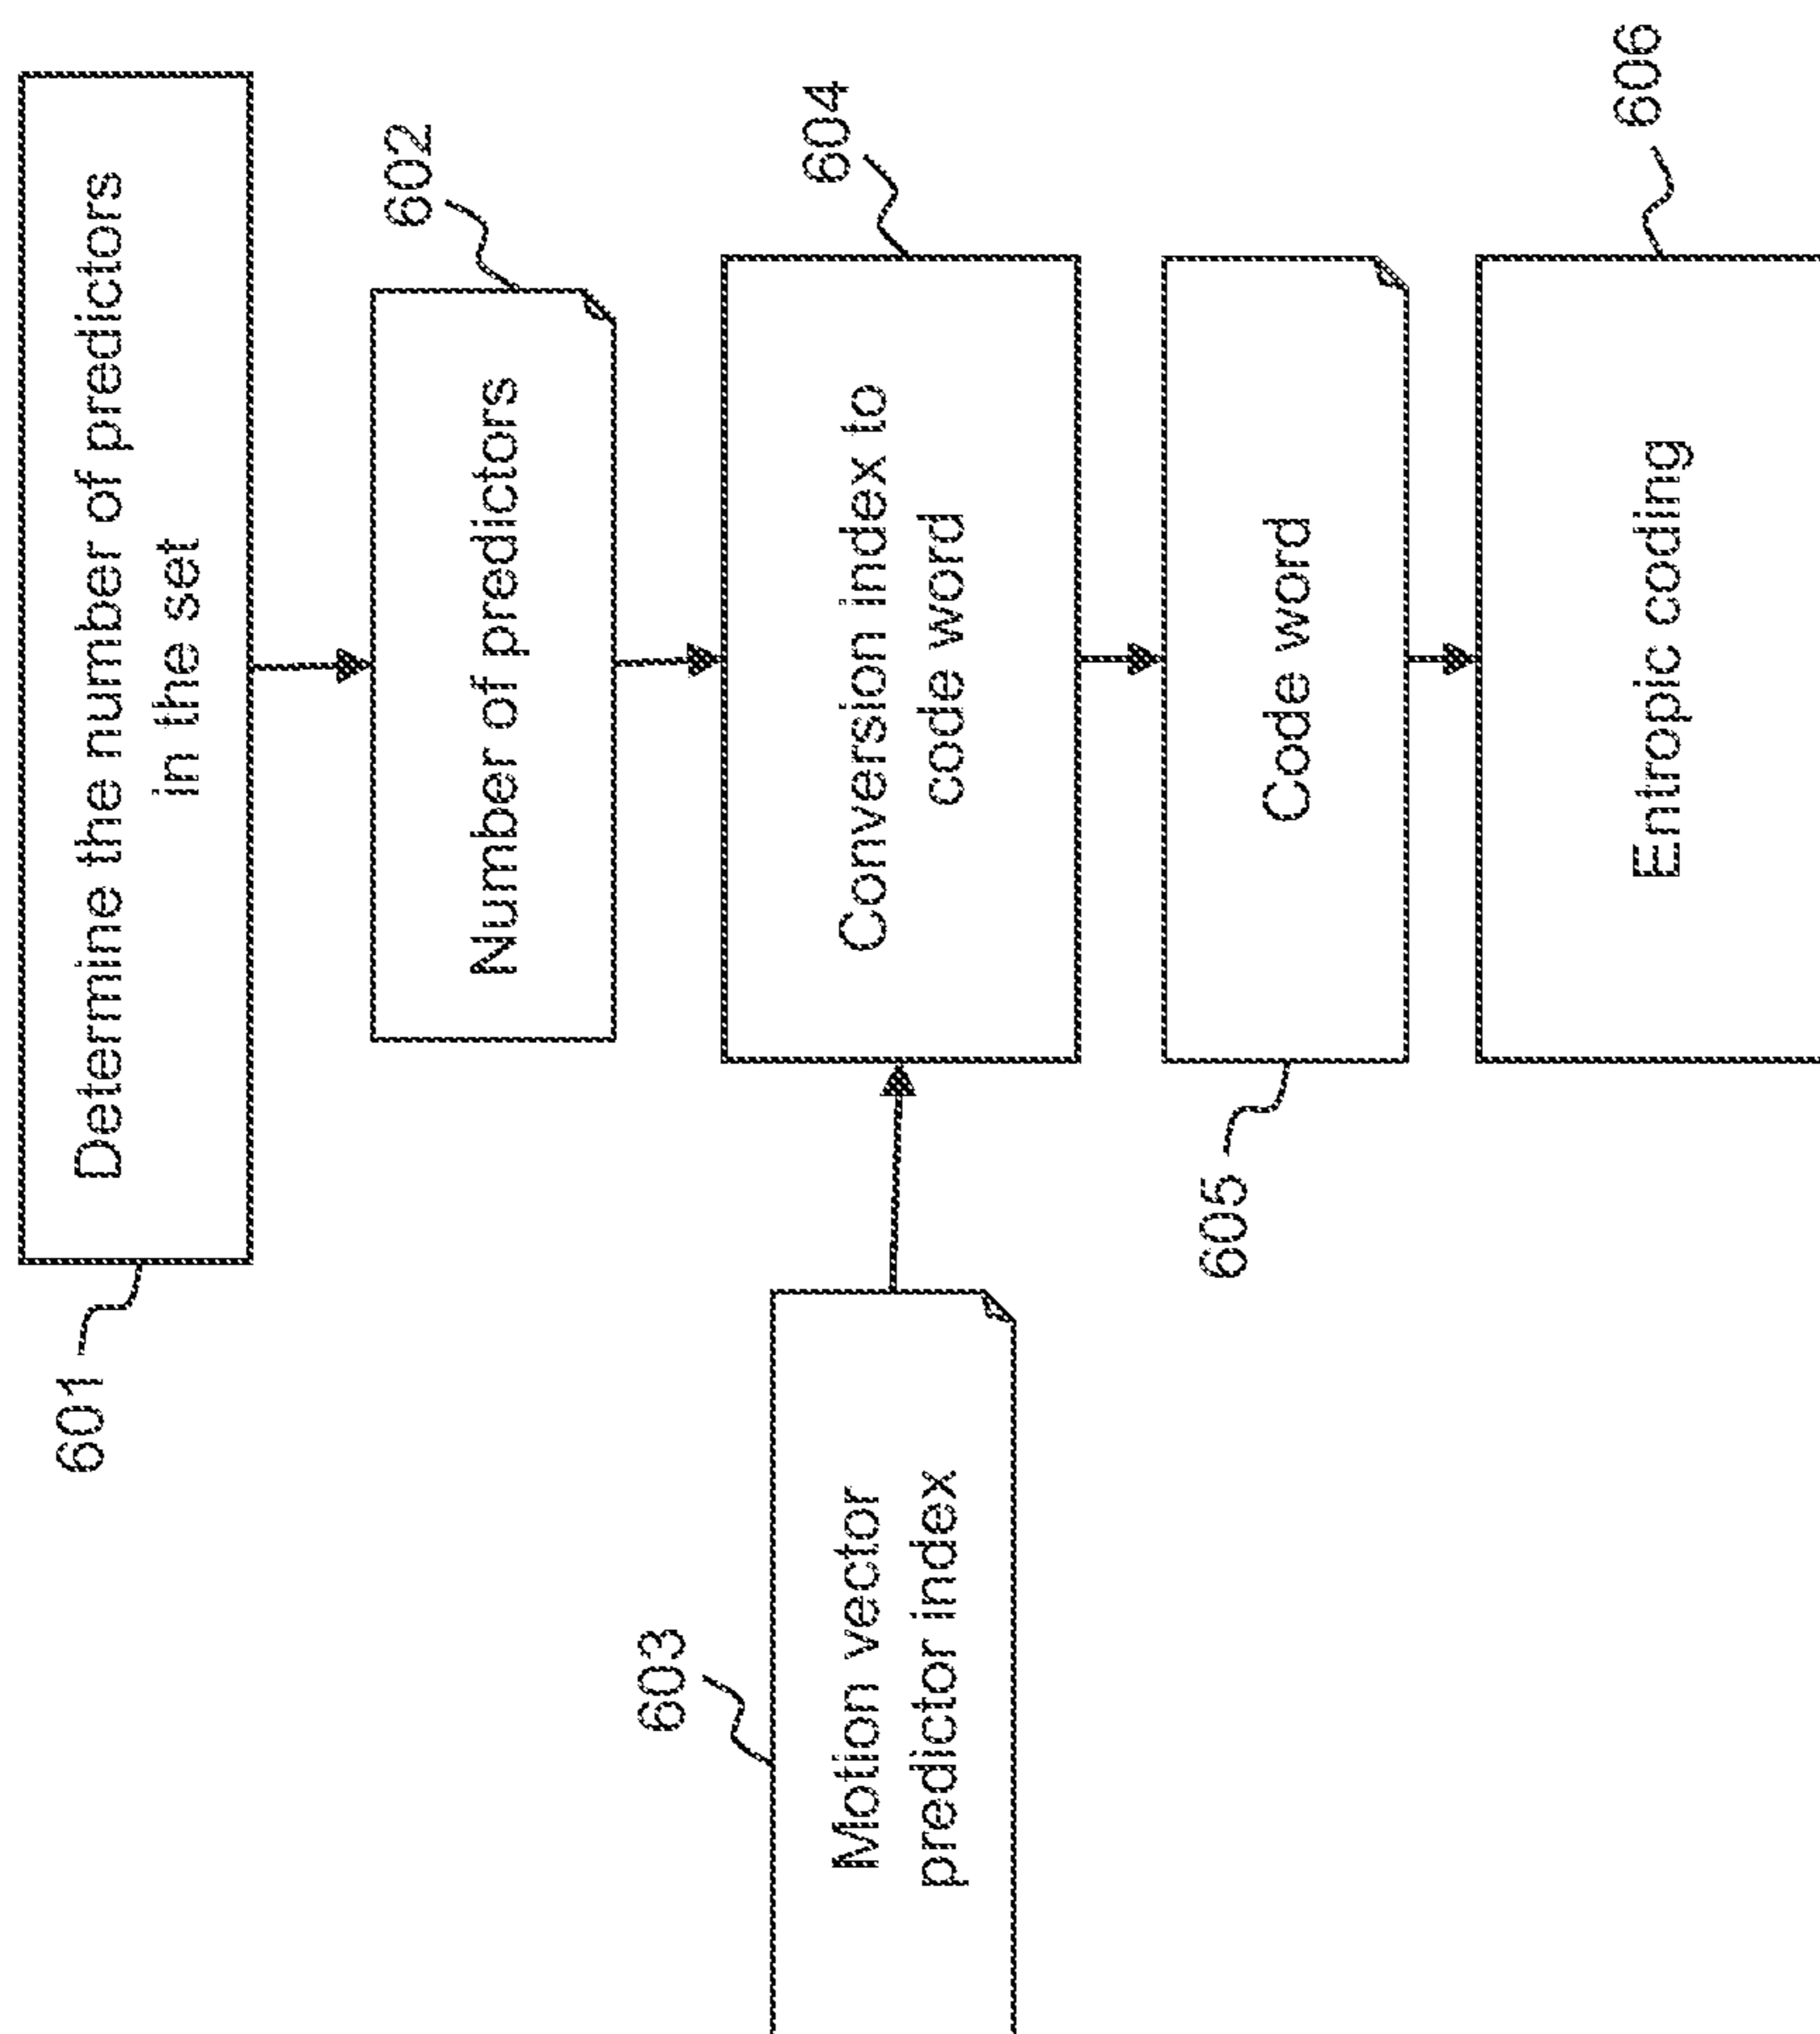 601
Determine the number of predictors
in the set
602
Number of predictors
603
Motion vector
predictor index
604
Conversion index to
code word
605
Code word
606
Entropic coding